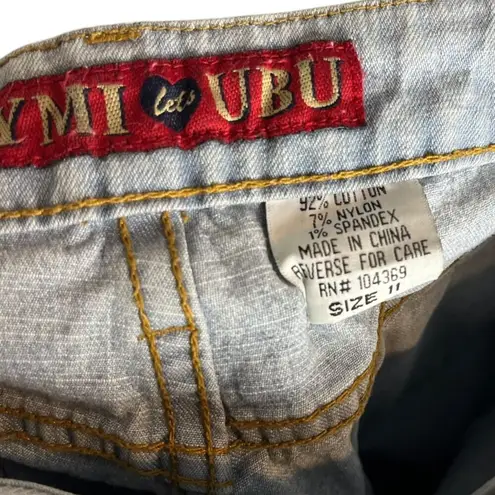 YMI lets UBU
92% COTTON
7% NYLON
1% SPANDEX
MADE IN CHINA
REVERSE FOR CARE
RN# 104369
SIZE 11